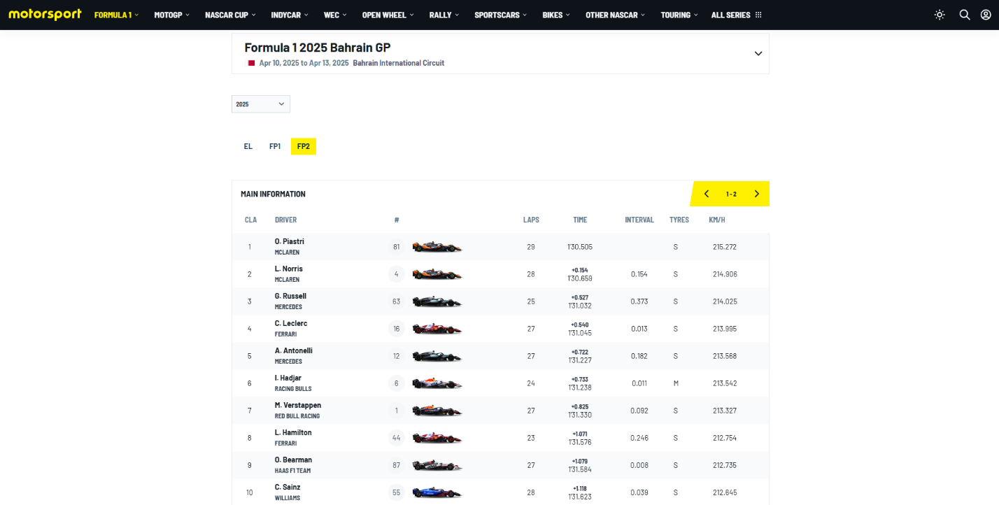 motorsport FORMULA 1 MOTOGP NASCAR CUP INDYCAR WEC OPEN WHEEL RALLY SPORTSCARS BIKES OTHER NASCAR TOURING ALL SERIES
Formula 1 2025 Bahrain GP
Apr 10, 2025 to Apr 13, 2025 Bahrain International Circuit
2025
EL FP1 FP2
MAIN INFORMATION 1 - 2
CLA DRIVER # LAPS TIME INTERVAL TYRES KM/H
1 O. Piastri MCLAREN 81 29 1'30.505 S 215.272
2 L. Norris MCLAREN 4 28 +0.154 1'30.659 0.154 S 214.906
3 G. Russell MERCEDES 63 25 +0.527 1'31.032 0.373 S 214.025
4 C. Leclerc FERRARI 16 27 +0.540 1'31.045 0.013 S 213.995
5 A. Antonelli MERCEDES 12 27 +0.722 1'31.227 0.182 S 213.568
6 I. Hadjar RACING BULLS 6 24 +0.733 1'31.238 0.011 M 213.542
7 M. Verstappen RED BULL RACING 1 27 +0.825 1'31.330 0.092 S 213.327
8 L. Hamilton FERRARI 44 23 +1.071 1'31.576 0.246 S 212.754
9 O. Bearman HAAS F1 TEAM 87 27 +1.079 1'31.584 0.008 S 212.735
10 C. Sainz WILLIAMS 55 28 +1.118 1'31.623 0.039 S 212.645